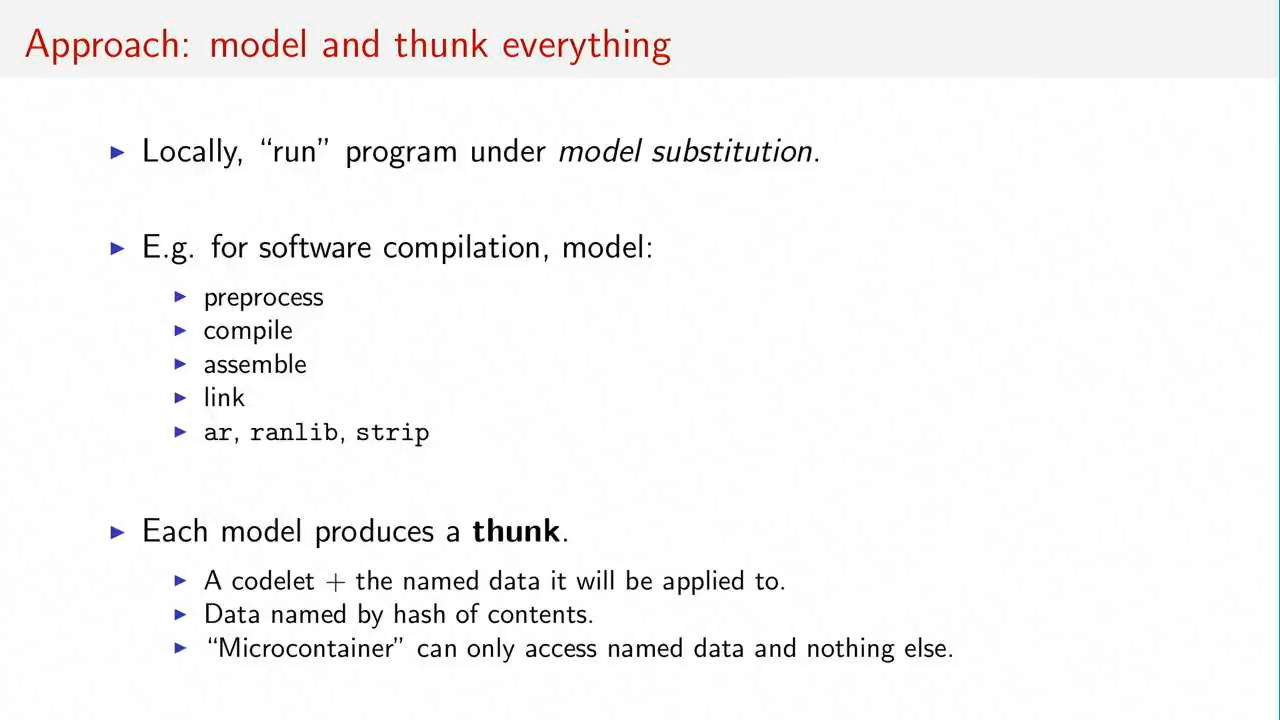 Approach: model and thunk everything
▶ Locally, “run” program under model substitution.
▶ E.g. for software compilation, model:
▶ preprocess
▶ compile
▶ assemble
▶ link
▶ ar, ranlib, strip
▶ Each model produces a thunk.
▶ A codelet + the named data it will be applied to.
▶ Data named by hash of contents.
▶ “Microcontainer” can only access named data and nothing else.